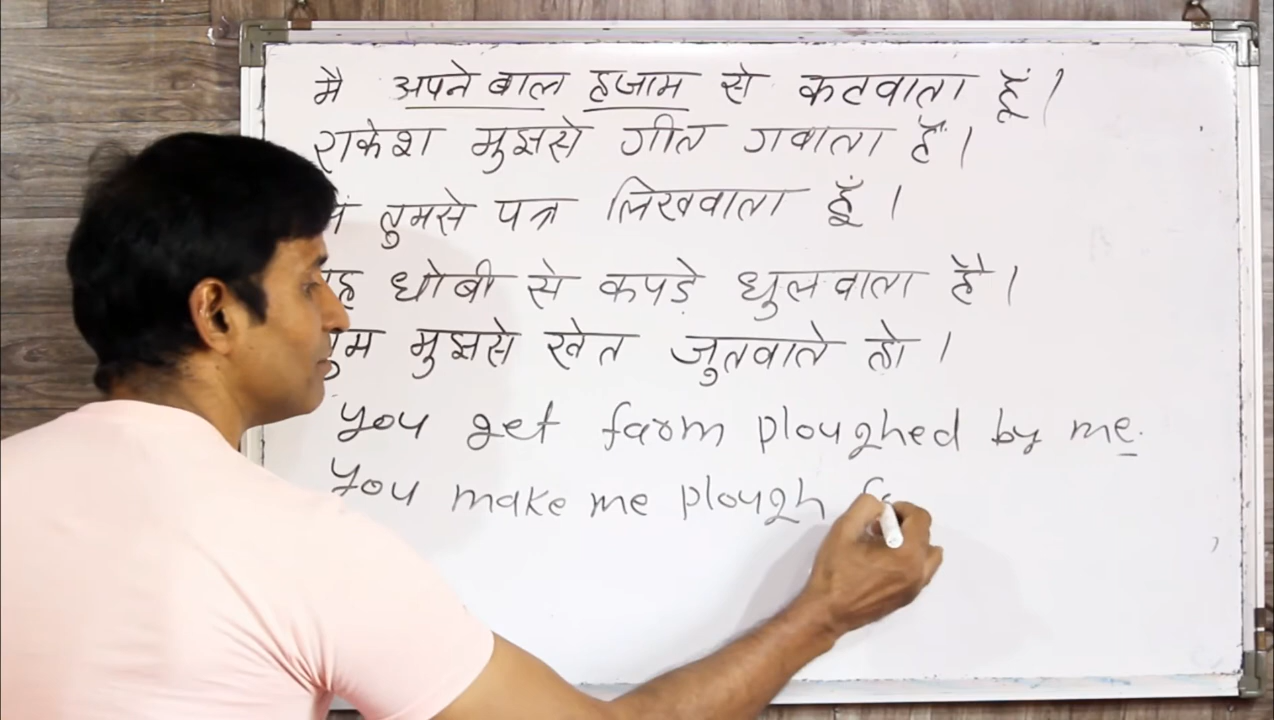 मै अपने बाल हजाम से कटवाता हूँ।
राकेश मुझसे गीत गवाता है।
तुमसे पत्र लिखवाता हूँ।
धोबी से कपड़े धुलवाता है।
मुझसे खेत जुतवाते हो।
You get farm ploughed by me.
You make me plough